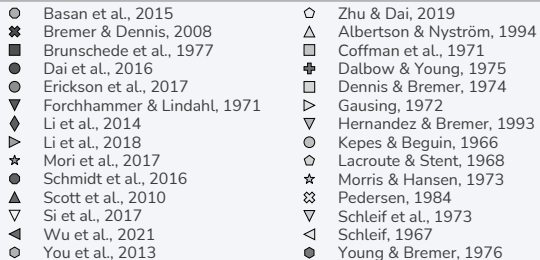 Basan et al., 2015
Bremer & Dennis, 2008
Brunschede et al., 1977
Dai et al., 2016
Erickson et al., 2017
Forchhammer & Lindahl, 1971
Li et al., 2014
Li et al., 2018
Mori et al., 2017
Schmidt et al., 2016
Scott et al., 2010
Si et al., 2017
Wu et al., 2021
You et al., 2013
Zhu & Dai, 2019
Albertson & Nyström, 1994
Coffman et al., 1971
Dalbow & Young, 1975
Dennis & Bremer, 1974
Gausing, 1972
Hernandez & Bremer, 1993
Kepes & Beguin, 1966
Lacroute & Stent, 1968
Morris & Hansen, 1973
Pedersen, 1984
Schleif et al., 1973
Schleif, 1967
Young & Bremer, 1976